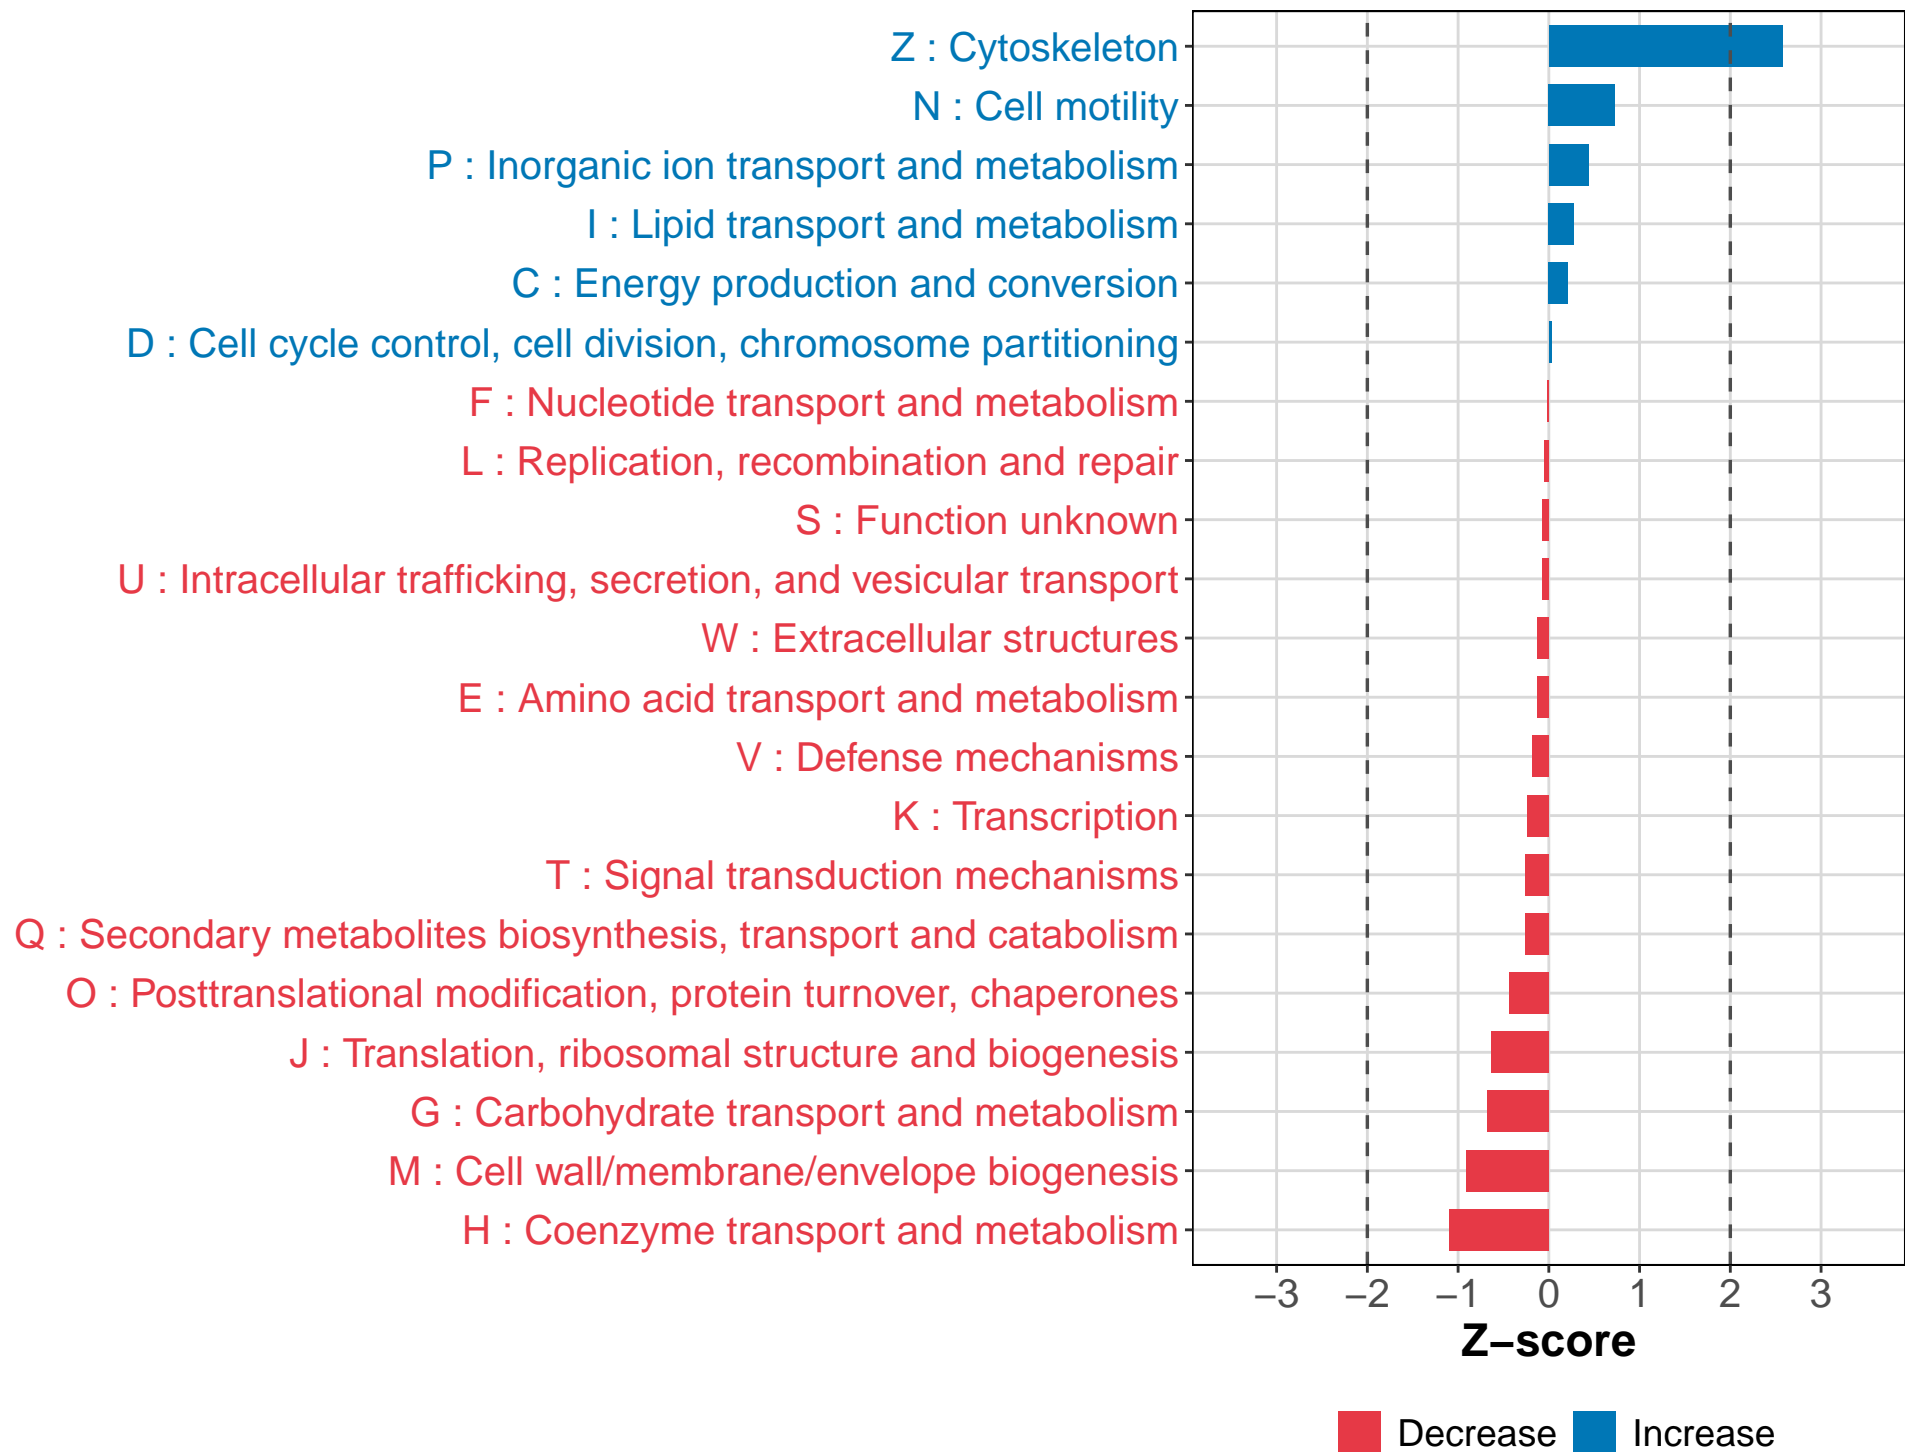 Z : Cytoskeleton
N : Cell motility
P : Inorganic ion transport and metabolism
I : Lipid transport and metabolism
C : Energy production and conversion
D : Cell cycle control, cell division, chromosome partitioning
F : Nucleotide transport and metabolism
L : Replication, recombination and repair
S : Function unknown
U : Intracellular trafficking, secretion, and vesicular transport
W : Extracellular structures
E : Amino acid transport and metabolism
V : Defense mechanisms
K : Transcription
T : Signal transduction mechanisms
Q : Secondary metabolites biosynthesis, transport and catabolism
O : Posttranslational modification, protein turnover, chaperones
J : Translation, ribosomal structure and biogenesis
G : Carbohydrate transport and metabolism
M : Cell wall/membrane/envelope biogenesis
H : Coenzyme transport and metabolism
−3 −2 −1 0 1 2 3
Z−score
Decrease Increase